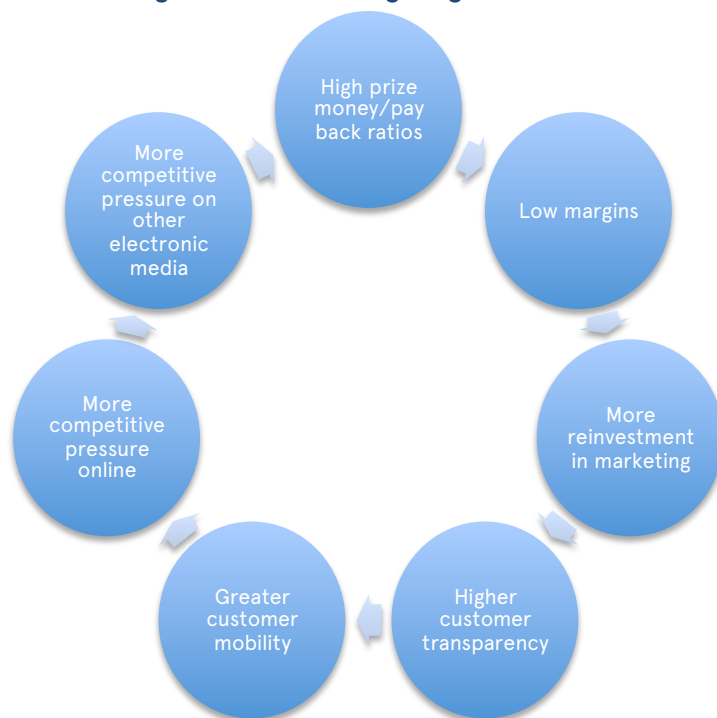 High prize
money/pay
back ratios
Low margins
More
reinvestment
in marketing
Higher
customer
transparency
Greater
customer
mobility
More
competitive
pressure
online
More
competitive
pressure on
other
electronic
media